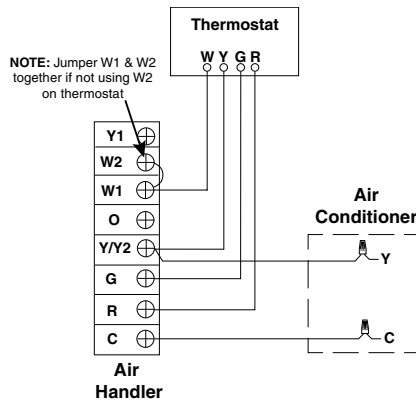 Thermostat
W Y G R
NOTE: Jumper W1 & W2
together if not using W2
on thermostat
Y1
W2
W1
O
Y/Y2
G
R
C
Air
Handler
Air
Conditioner
Y
C